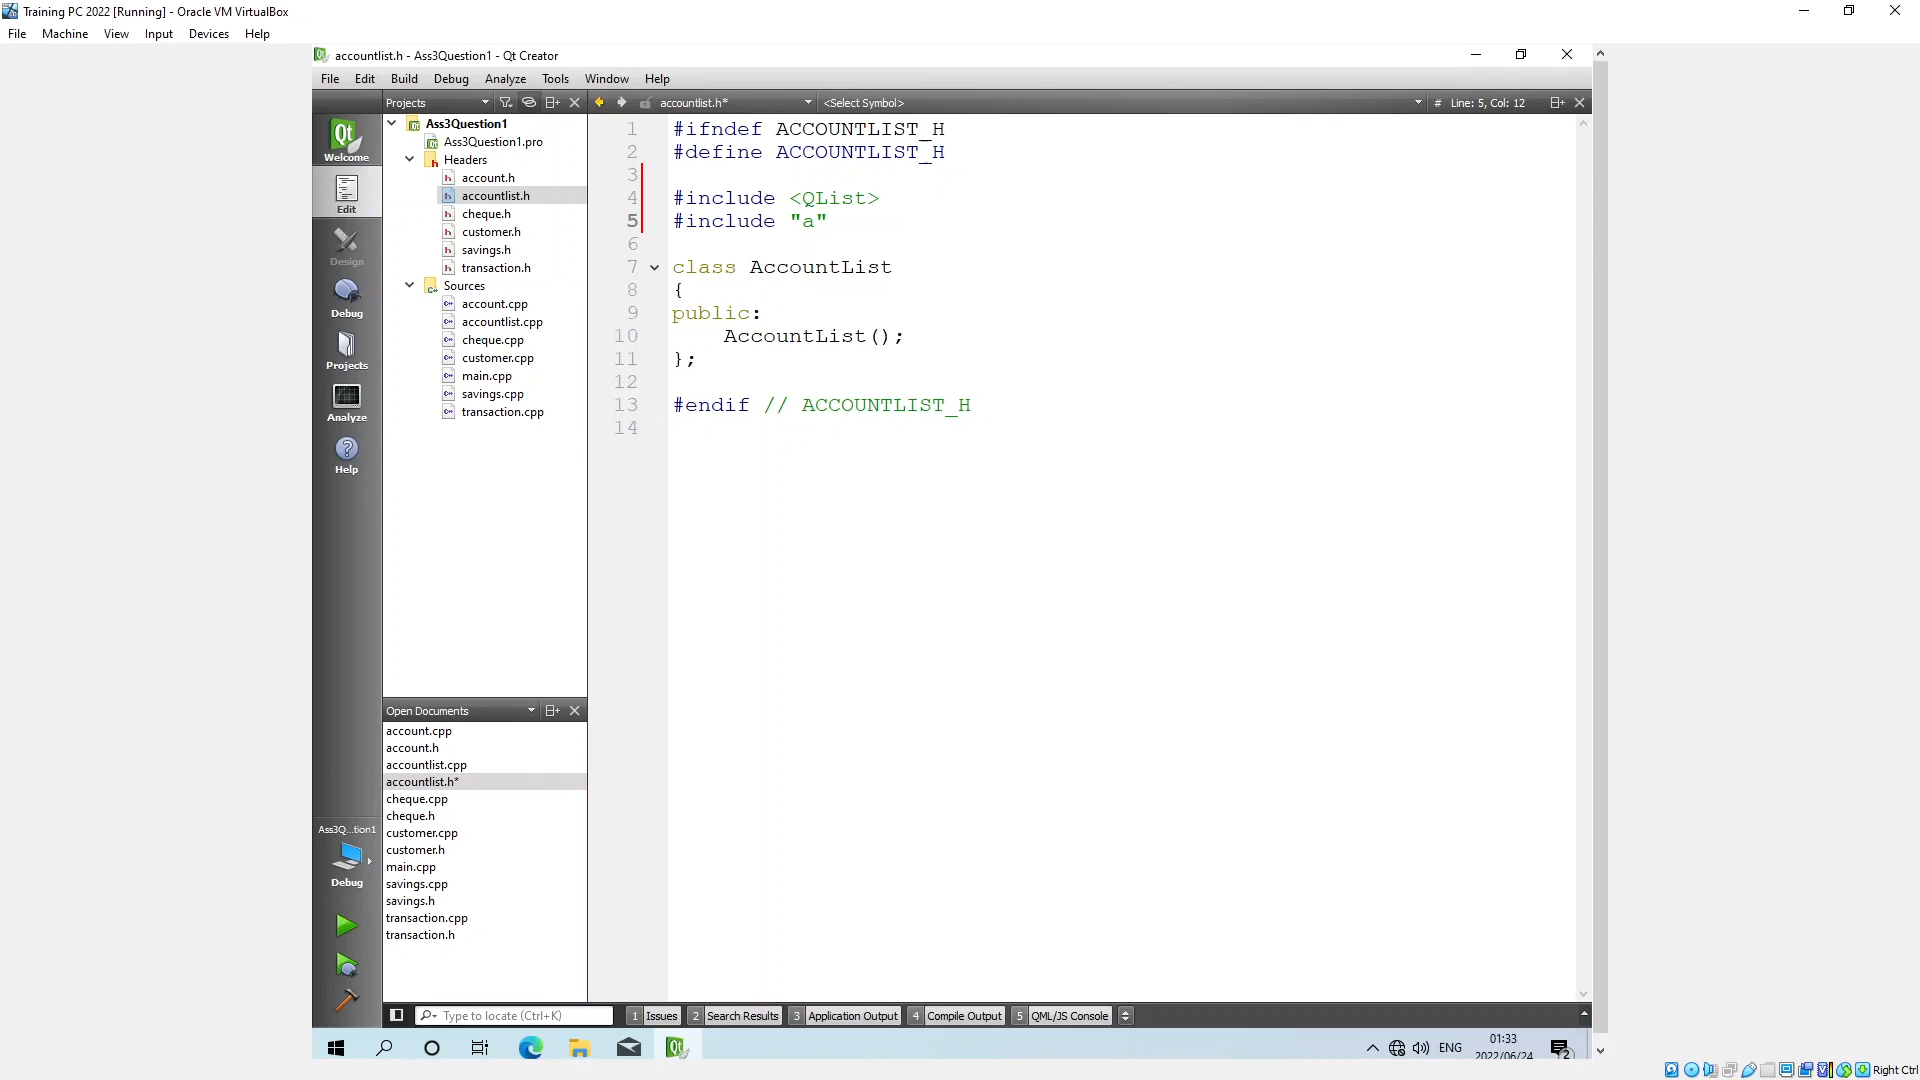 Training PC 2022 [Running] - Oracle VM VirtualBox
File Machine View Input Devices Help
accountlist.h - Ass3Question1 - Qt Creator
File Edit Build Debug Analyze Tools Window Help
Projects
accountlist.h* <Select Symbol> # Line: 5, Col: 12
Welcome
Edit
Design
Debug
Projects
Analyze
Help
Ass3Question1
Ass3Question1.pro
Headers
account.h
accountlist.h
cheque.h
customer.h
savings.h
transaction.h
Sources
account.cpp
accountlist.cpp
cheque.cpp
customer.cpp
main.cpp
savings.cpp
transaction.cpp
1 #ifndef ACCOUNTLIST_H
2 #define ACCOUNTLIST_H
3
4 #include <QList>
5 #include "a"
6
7 class AccountList
8 {
9 public:
10 AccountList();
11 };
12
13 #endif // ACCOUNTLIST_H
14
Open Documents
account.cpp
account.h
accountlist.cpp
accountlist.h*
cheque.cpp
cheque.h
customer.cpp
customer.h
main.cpp
savings.cpp
savings.h
transaction.cpp
transaction.h
Ass3Q...tion1
Debug
Type to locate (Ctrl+K) 1 Issues 2 Search Results 3 Application Output 4 Compile Output 5 QML/JS Console
ENG 01:33
2022/06/24
2
Right Ctrl